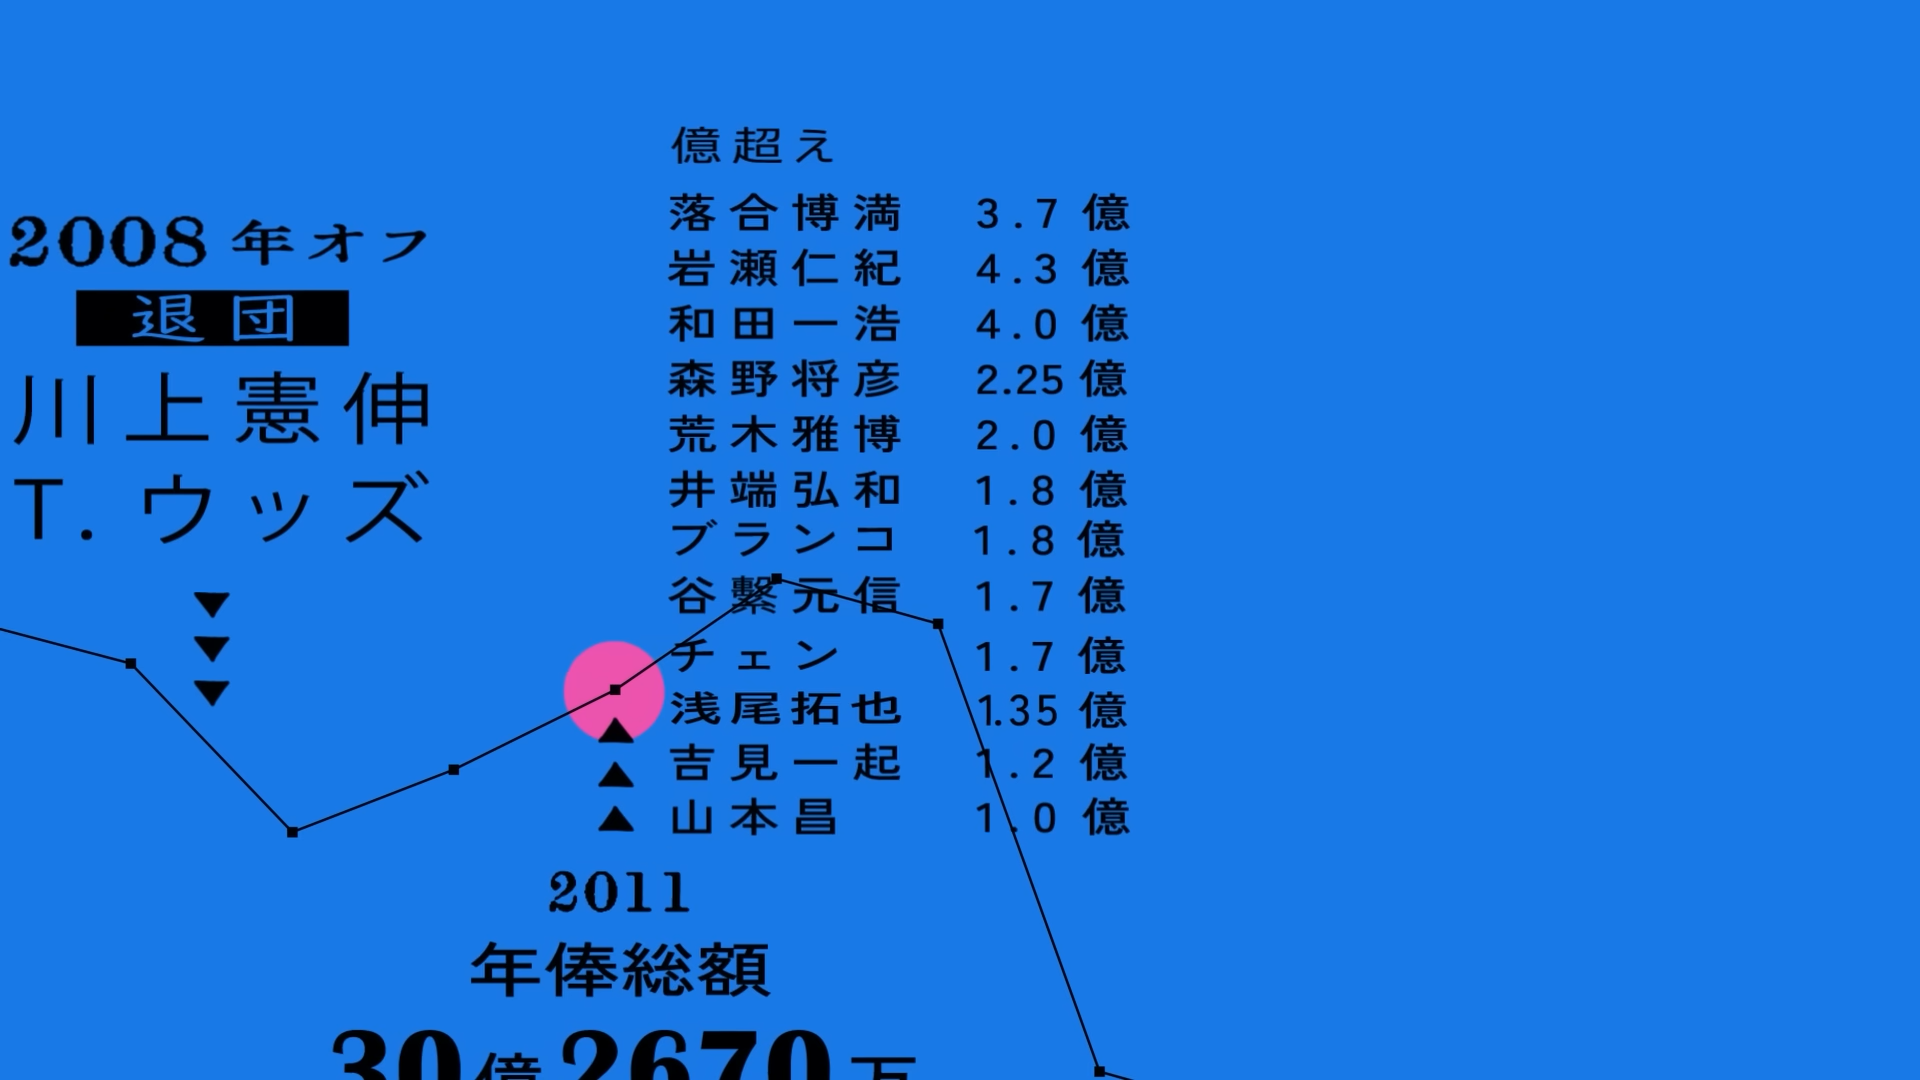 2008年オフ
退団
川上憲伸
T.ウッズ
億超え
落合博満 3.7億
岩瀬仁紀 4.3億
和田一浩 4.0億
森野将彦 2.25億
荒木雅博 2.0億
井端弘和 1.8億
ブランコ 1.8億
谷繫元信 1.7億
チェン 1.7億
浅尾拓也 1.35億
吉見一起 1.2億
山本昌 1.0億
2011
年俸総額
30億2670万